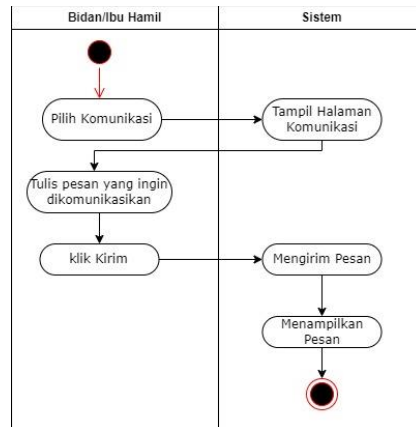 Bidan/Ibu Hamil
Sistem
Pilih Komunikasi
Tampil Halaman
Komunikasi
Tulis pesan yang ingin
dikomunikasikan
klik Kirim
Mengirim Pesan
Menampilkan
Pesan